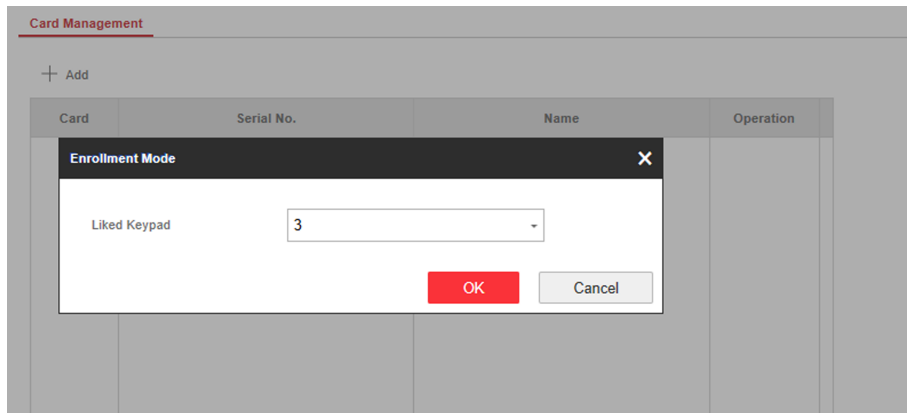 Card Management
Add
Card Serial No. Name Operation
Enrollment Mode
Liked Keypad 3
OK Cancel